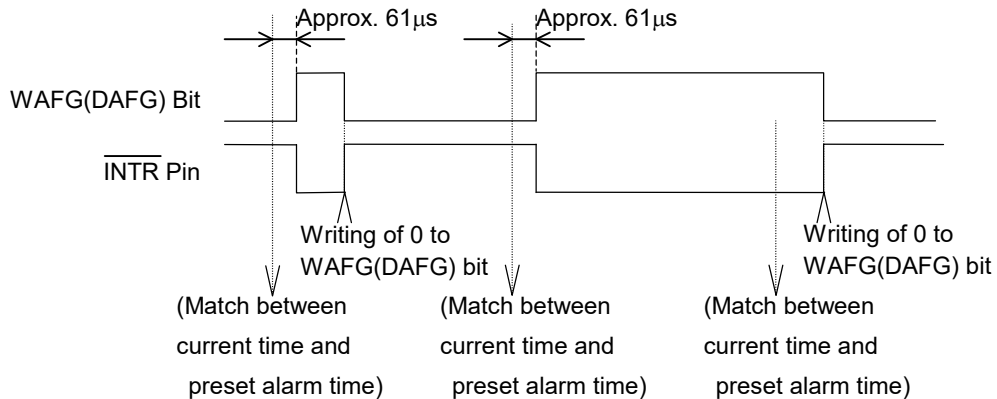 Approx. 61μs
Approx. 61μs
WAFG(DAFG) Bit
INTR Pin
Writing of 0 to
WAFG(DAFG) bit
Writing of 0 to
WAFG(DAFG) bit
(Match between
current time and
preset alarm time)
(Match between
current time and
preset alarm time)
(Match between
current time and
preset alarm time)